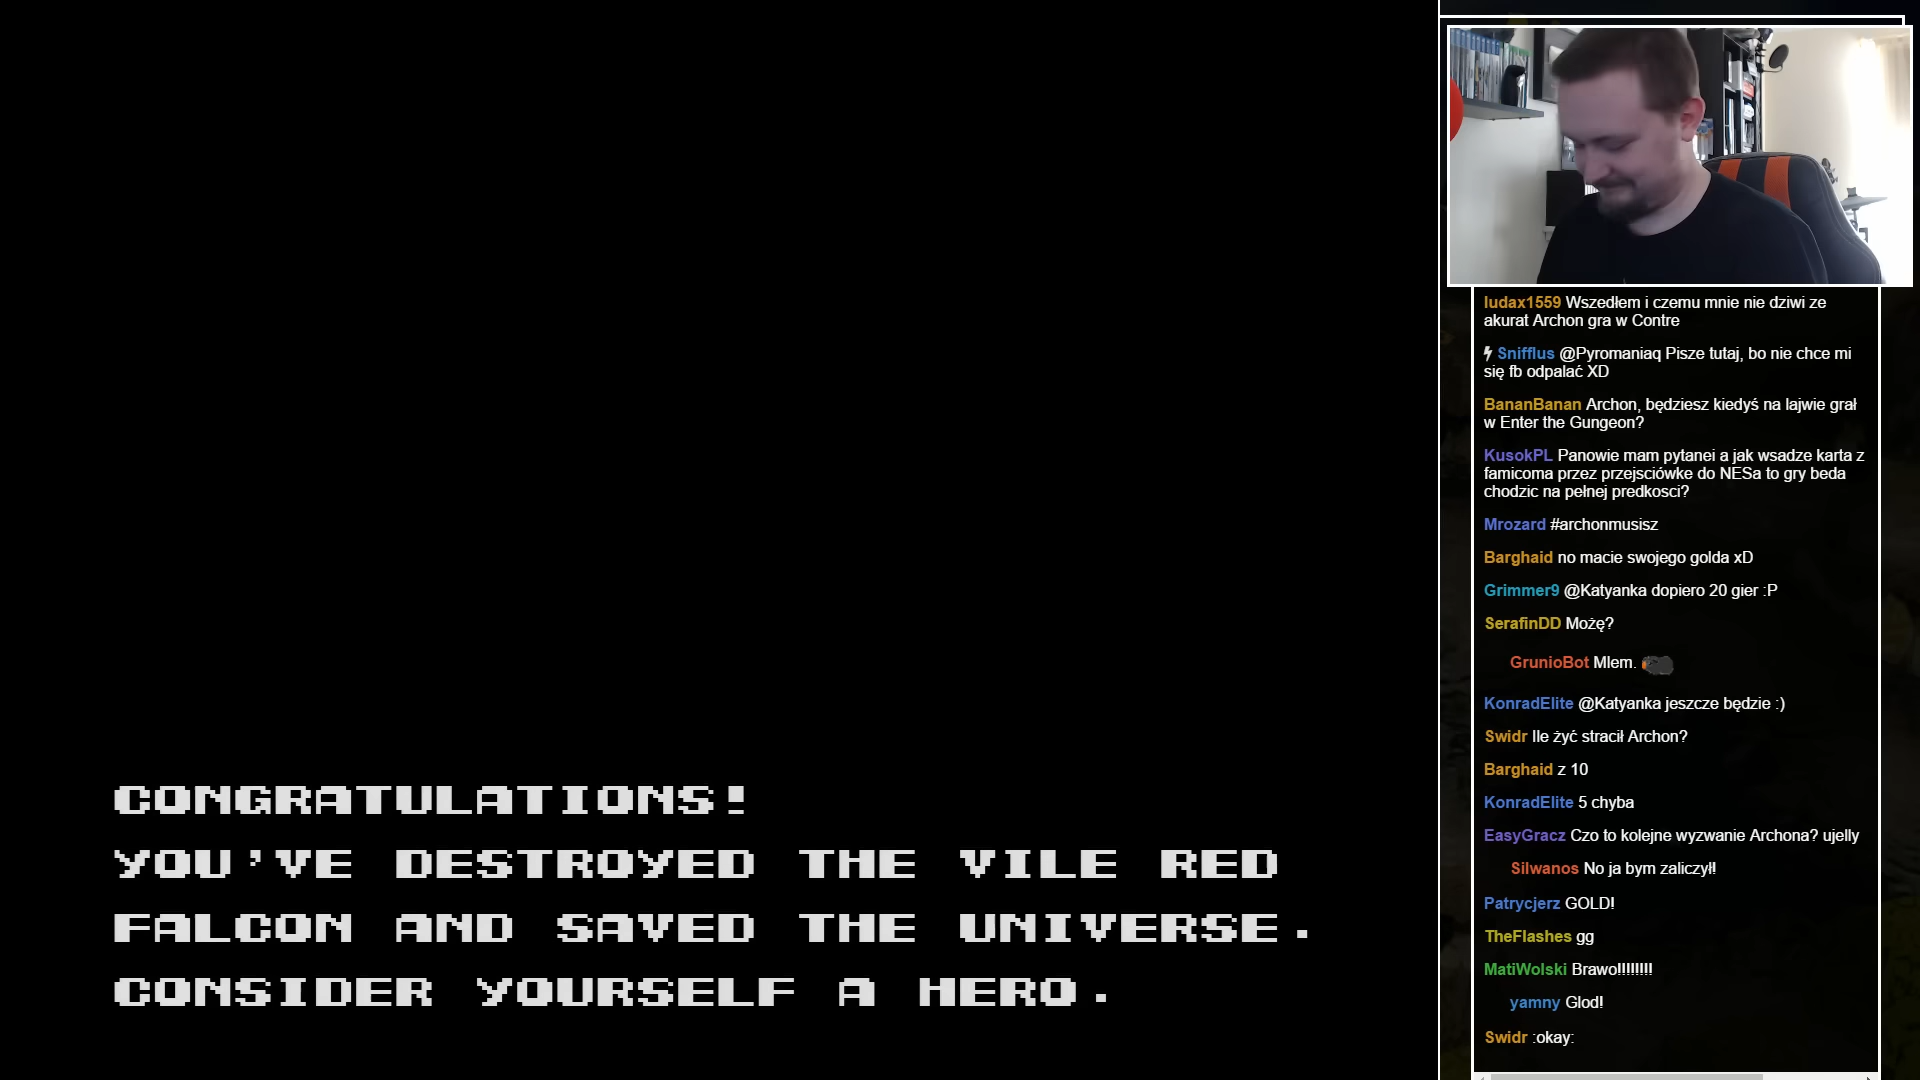 CONGRATULATIONS!
YOU'VE DESTROYED THE VILE RED
FALCON AND SAVED THE UNIVERSE.
CONSIDER YOURSELF A HERO.
ludax1559 Wszedłem i czemu mnie nie dziwi ze
akurat Archon gra w Contre
Snifflus @Pyromaniaq Pisze tutaj, bo nie chce mi
się fb odpalać XD
BananBanan Archon, będziesz kiedyś na lajwie grał
w Enter the Gungeon?
KusokPL Panowie mam pytanei a jak wsadze karta z
famicoma przez przejsciówke do NESa to gry beda
chodzic na pełnej predkosci?
Mrozard #archonmusisz
Barghaid no macie swojego golda xD
Grimmer9 @Katyanka dopiero 20 gier :P
SerafinDD Możę?
GrunioBot Mlem.
KonradElite @Katyanka jeszcze będzie :)
Swidr Ile żyć stracił Archon?
Barghaid z 10
KonradElite 5 chyba
EasyGracz Czo to kolejne wyzwanie Archona? ujelly
Silwanos No ja bym zaliczył!
Patrycjerz GOLD!
TheFlashes gg
MatiWolski Brawo!!!!!!!!
yamny Glod!
Swidr :okay: